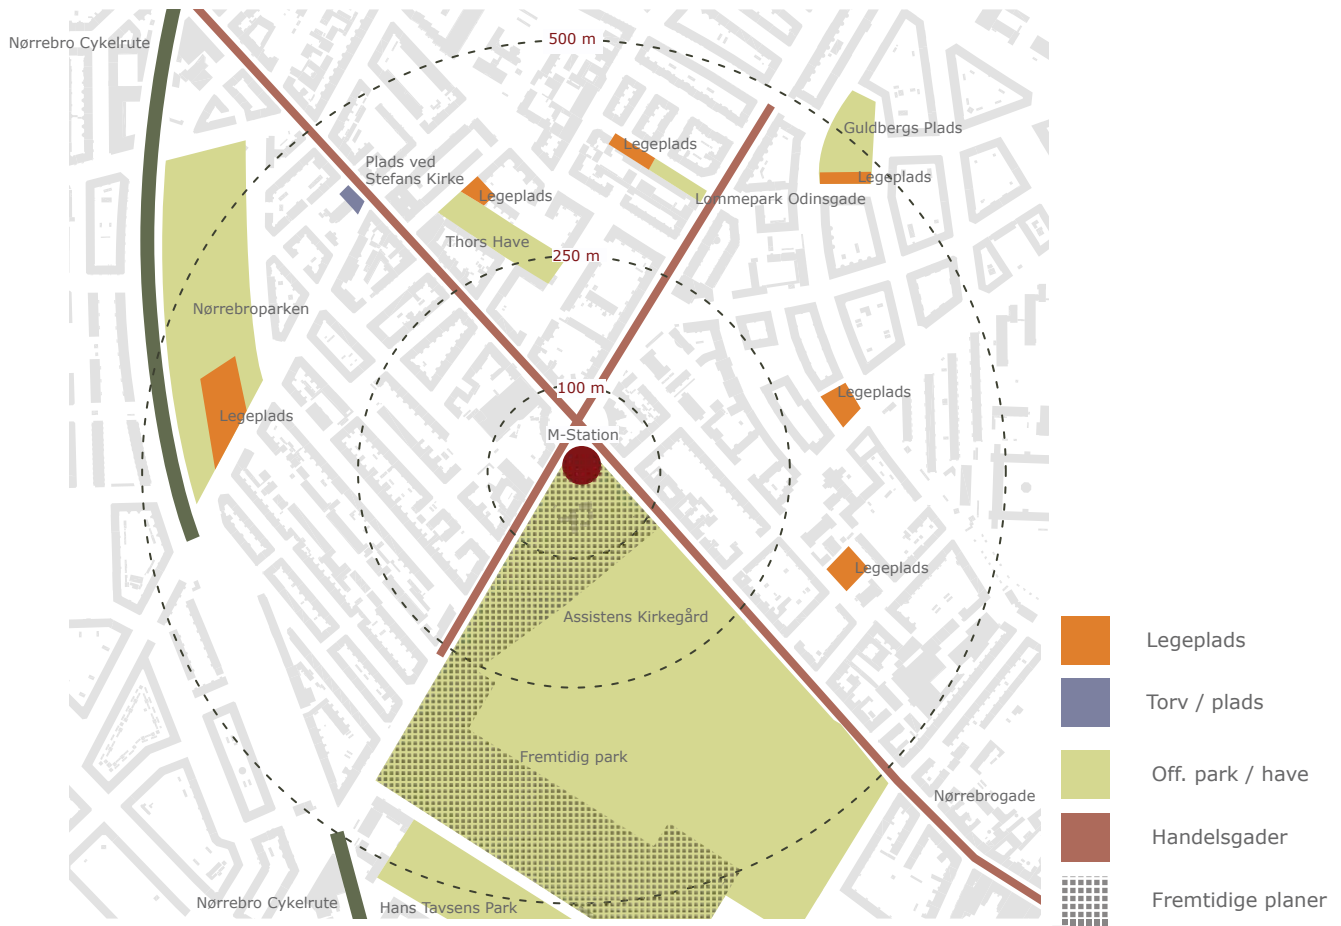 500 m
Nørrebro Cykelrute
Guldbergs Plads
Legeplads
Plads ved
Stefans Kirke
Legeplads
Legeplads
Lommepark Odinsgade
Thors Have
250 m
Nørrebroparken
100 m
Legeplads
Legeplads
M-Station
Legeplads
Assistens Kirkegård
Fremtidig park
Nørrebrogade
Nørrebro Cykelrute
Hans Tavsens Park
Legeplads
Torv / plads
Off. park / have
Handelsgader
Fremtidige planer